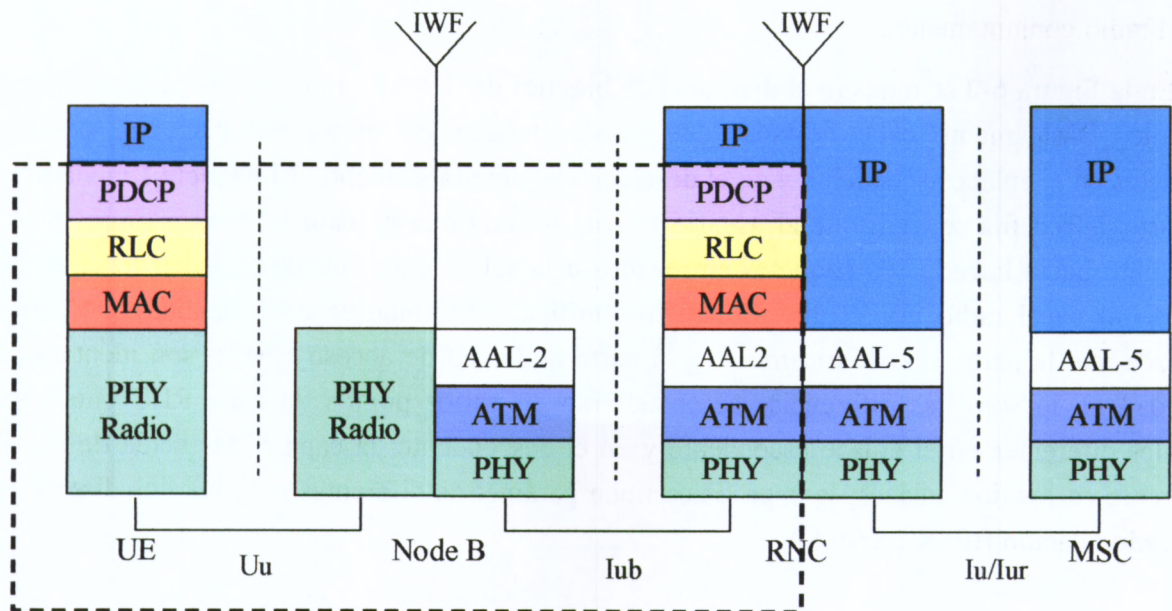 IWF IWF
IP IP
PDCP PDCP IP IP
RLC RLC
MAC MAC
AAL-2 AAL2 AAL-5 AAL-5
PHY
Radio
PHY
Radio
ATM ATM ATM ATM
PHY PHY PHY PHY
UE Node B RNC MSC
Uu Iub Iu/Iur